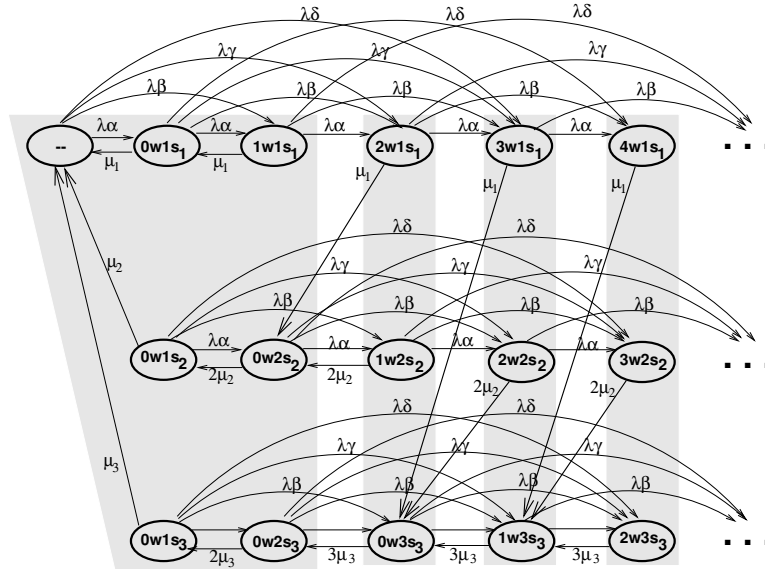 λδ λδ λδ
λγ λγ λγ λγ
λβ λβ λβ λβ λβ
λα λα λα λα λα
-- 0w1s1 1w1s1 2w1s1 3w1s1 4w1s1 . . .
μ1 μ1
μ1 μ1 μ1
λδ λδ
μ2 λγ λγ λγ
λβ λβ λβ λβ
λα λα λα λα
0w1s2 0w2s2 1w2s2 2w2s2 3w2s2 . . .
2μ2 2μ2 2μ2 2μ2
λδ λδ
μ3 λγ λγ λγ
λβ λβ λβ λβ
0w1s3 0w2s3 0w3s3 1w3s3 2w3s3 . . .
2μ3 3μ3 3μ3 3μ3